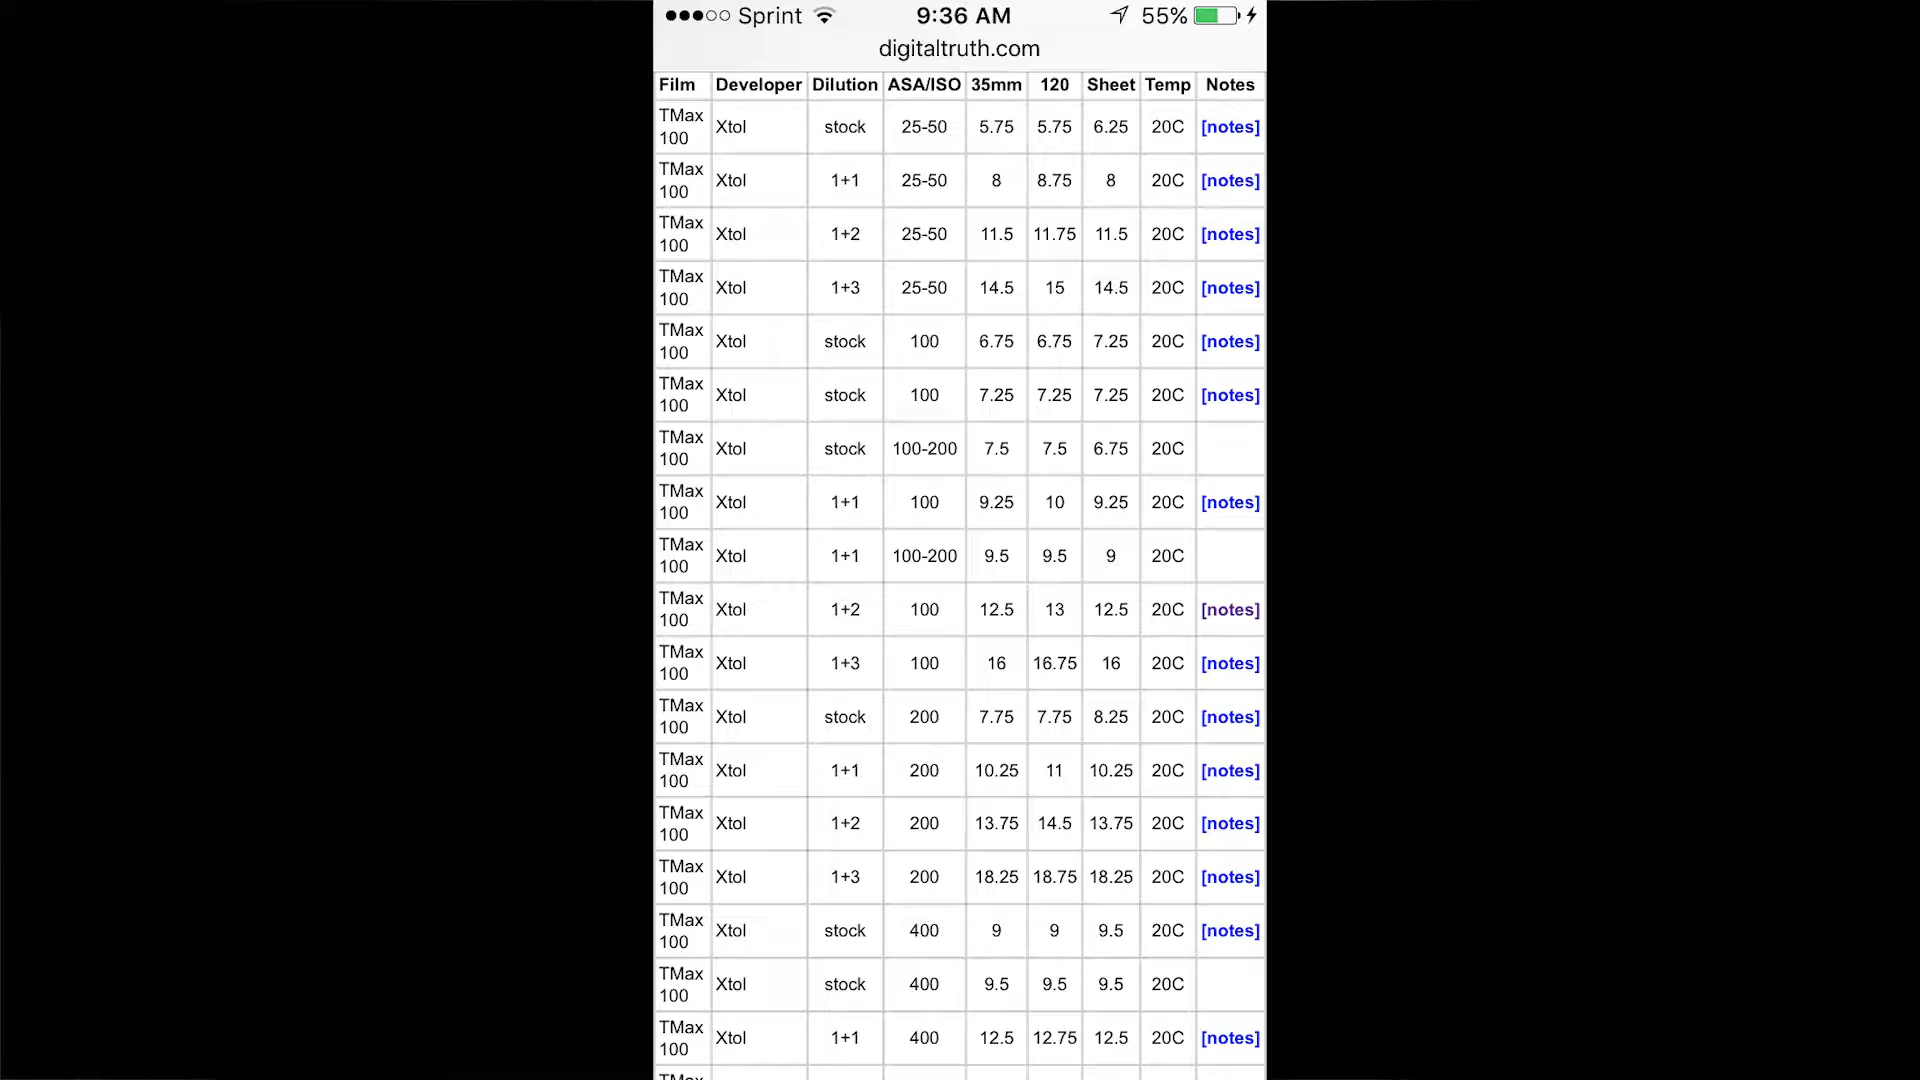 Sprint 9:36 AM 55%
digitaltruth.com
Film Developer Dilution ASA/ISO 35mm 120 Sheet Temp Notes
TMax 100 Xtol stock 25-50 5.75 5.75 6.25 20C [notes]
TMax 100 Xtol 1+1 25-50 8 8.75 8 20C [notes]
TMax 100 Xtol 1+2 25-50 11.5 11.75 11.5 20C [notes]
TMax 100 Xtol 1+3 25-50 14.5 15 14.5 20C [notes]
TMax 100 Xtol stock 100 6.75 6.75 7.25 20C [notes]
TMax 100 Xtol stock 100 7.25 7.25 7.25 20C [notes]
TMax 100 Xtol stock 100-200 7.5 7.5 6.75 20C
TMax 100 Xtol 1+1 100 9.25 10 9.25 20C [notes]
TMax 100 Xtol 1+1 100-200 9.5 9.5 9 20C
TMax 100 Xtol 1+2 100 12.5 13 12.5 20C [notes]
TMax 100 Xtol 1+3 100 16 16.75 16 20C [notes]
TMax 100 Xtol stock 200 7.75 7.75 8.25 20C [notes]
TMax 100 Xtol 1+1 200 10.25 11 10.25 20C [notes]
TMax 100 Xtol 1+2 200 13.75 14.5 13.75 20C [notes]
TMax 100 Xtol 1+3 200 18.25 18.75 18.25 20C [notes]
TMax 100 Xtol stock 400 9 9 9.5 20C [notes]
TMax 100 Xtol stock 400 9.5 9.5 9.5 20C
TMax 100 Xtol 1+1 400 12.5 12.75 12.5 20C [notes]